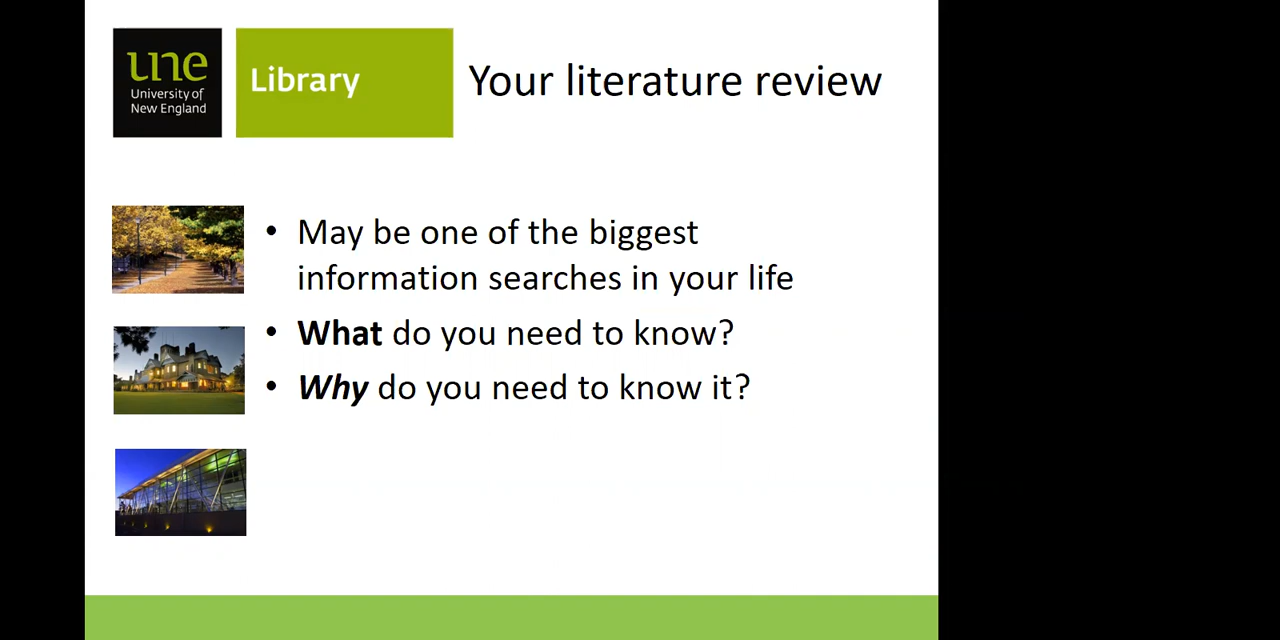 une
University of
New England
Library
Your literature review
• May be one of the biggest
information searches in your life
• What do you need to know?
• Why do you need to know it?